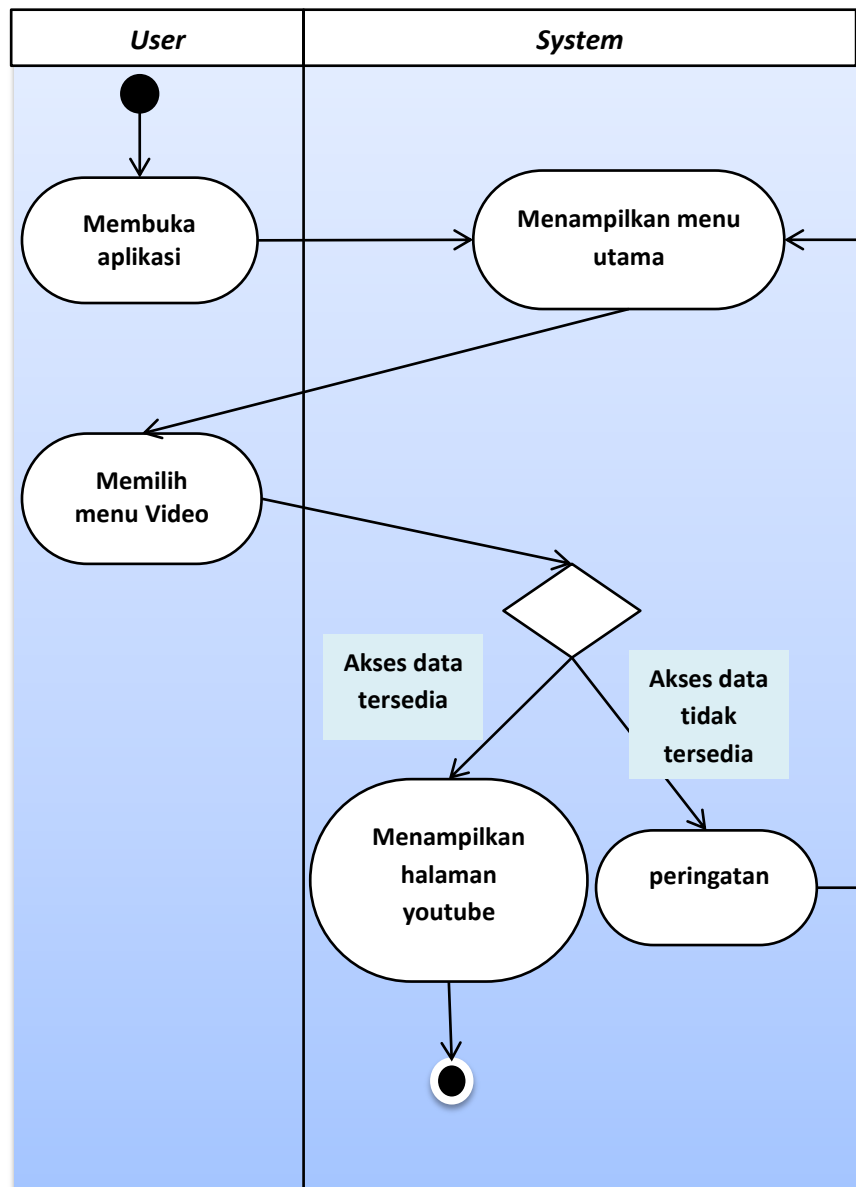 User
System
Membuka
aplikasi
Menampilkan menu
utama
Memilih
menu Video
Akses data
tersedia
Akses data
tidak
tersedia
Menampilkan
halaman
youtube
peringatan